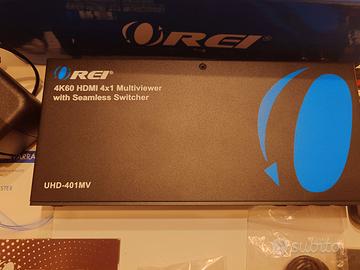 OREI
OREI®
4K60 HDMI 4x1 Multiviewer
with Seamless Switcher
UHD-401MV
subito